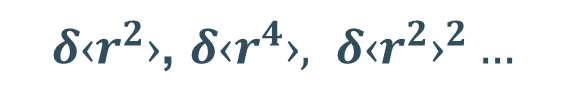 𝜹‹𝒓²›, 𝜹‹𝒓⁴›, 𝜹‹𝒓²›² ...